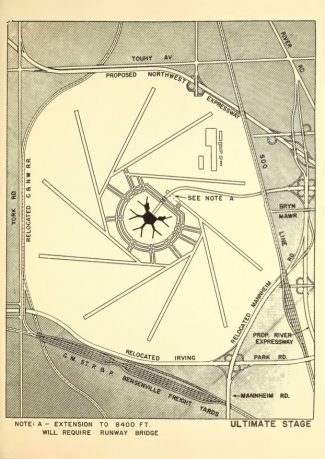 TOUHY AV.
PROPOSED NORTHWEST EXPRESSWAY
RIVER RD.
SOO LINE
SEE NOTE A
BRYN
MAWR
RD.
YORK RD.
RELOCATED C & N.W. R.R.
RELOCATED MANNHEIM
PROP. RIVER
EXPRESSWAY
RELOCATED IRVING PARK RD.
C. M. ST. P. & P. BENSENVILLE FREIGHT YARDS
MANNHEIM RD.
NOTE: A - EXTENSION TO 8400 FT.
WILL REQUIRE RUNWAY BRIDGE
ULTIMATE STAGE